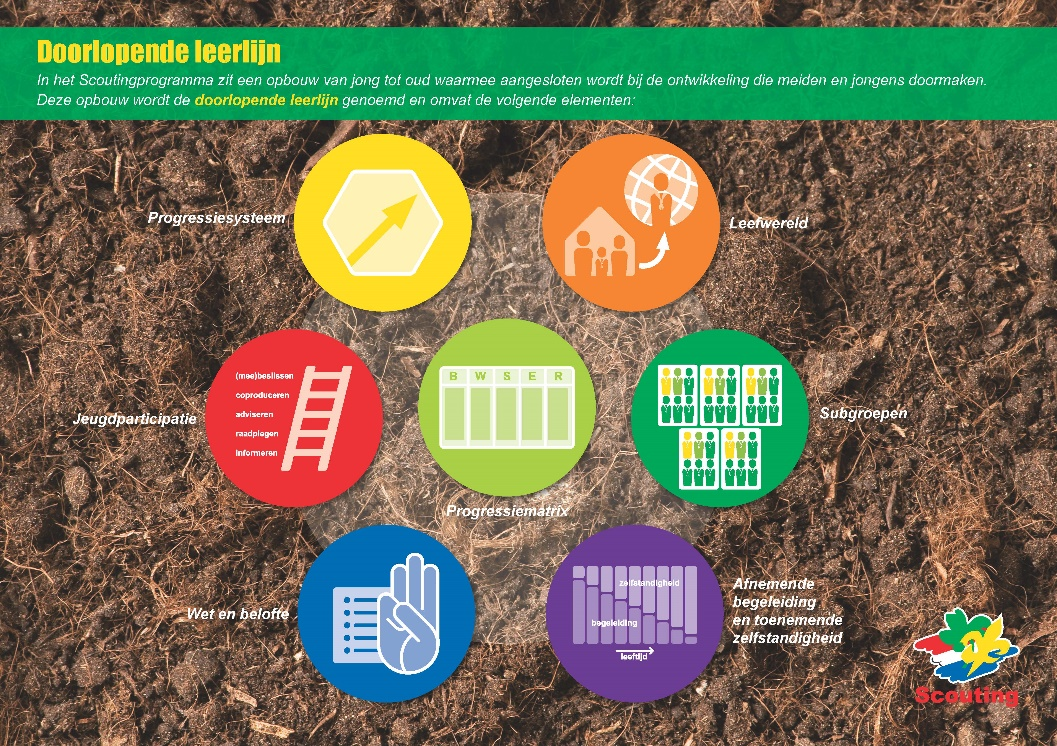 Doorlopende leerlijn
In het Scoutingprogramma zit een opbouw van jong tot oud waarmee aangesloten wordt bij de ontwikkeling die meiden en jongens doormaken.
Deze opbouw wordt de doorlopende leerlijn genoemd en omvat de volgende elementen:
Progressiesysteem
Leefwereld
(mee)beslissen
coproduceren
adviseren
raadplegen
informeren
Jeugdparticipatie
B W S E R
Progressiematrix
Subgroepen
Wet en belofte
zelfstandigheid
begeleiding
leeftijd
Afnemende
begeleiding
en toenemende
zelfstandigheid
Scouting